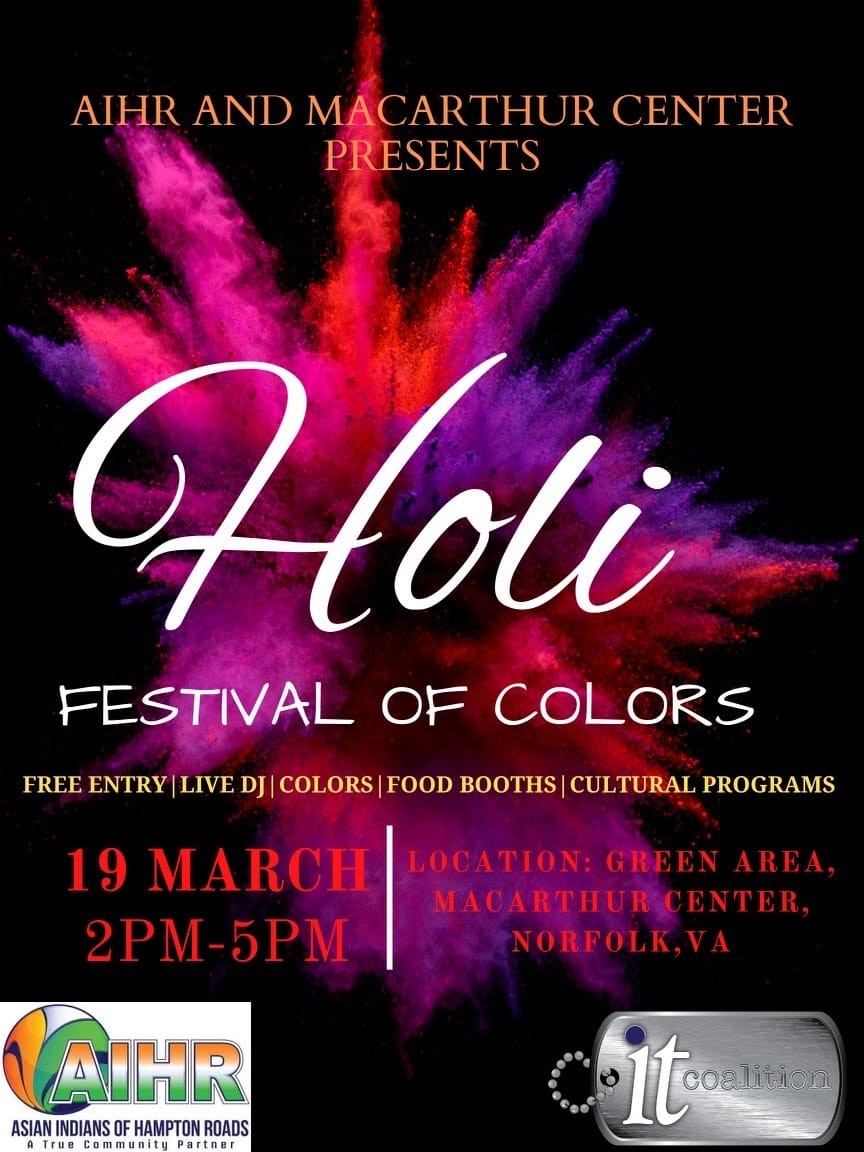 AIHR AND MACARTHUR CENTER
PRESENTS
Holi
FESTIVAL OF COLORS
FREE ENTRY|LIVE DJ|COLORS|FOOD BOOTHS|CULTURAL PROGRAMS
19 MARCH
2PM-5PM
LOCATION: GREEN AREA,
MACARTHUR CENTER,
NORFOLK,VA
AIHR
ASIAN INDIANS OF HAMPTON ROADS
A True Community Partner
it coalition